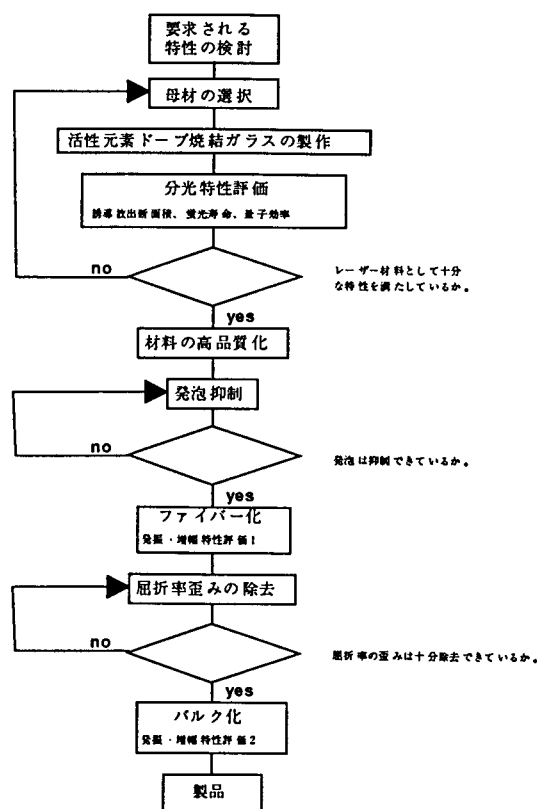 要求される
特性の検討
母材の選択
活性元素ドープ焼結ガラスの製作
分光特性評価
誘導放出断面積、蛍光寿命、量子効率
no
レーザー材料として十分
な特性を満たしているか。
yes
材料の高品質化
発泡抑制
no
発泡は抑制できているか。
yes
ファイバー化
発振・増幅特性評価1
屈折率歪みの除去
no
屈折率の歪みは十分除去できているか。
yes
バルク化
発振・増幅特性評価2
製品